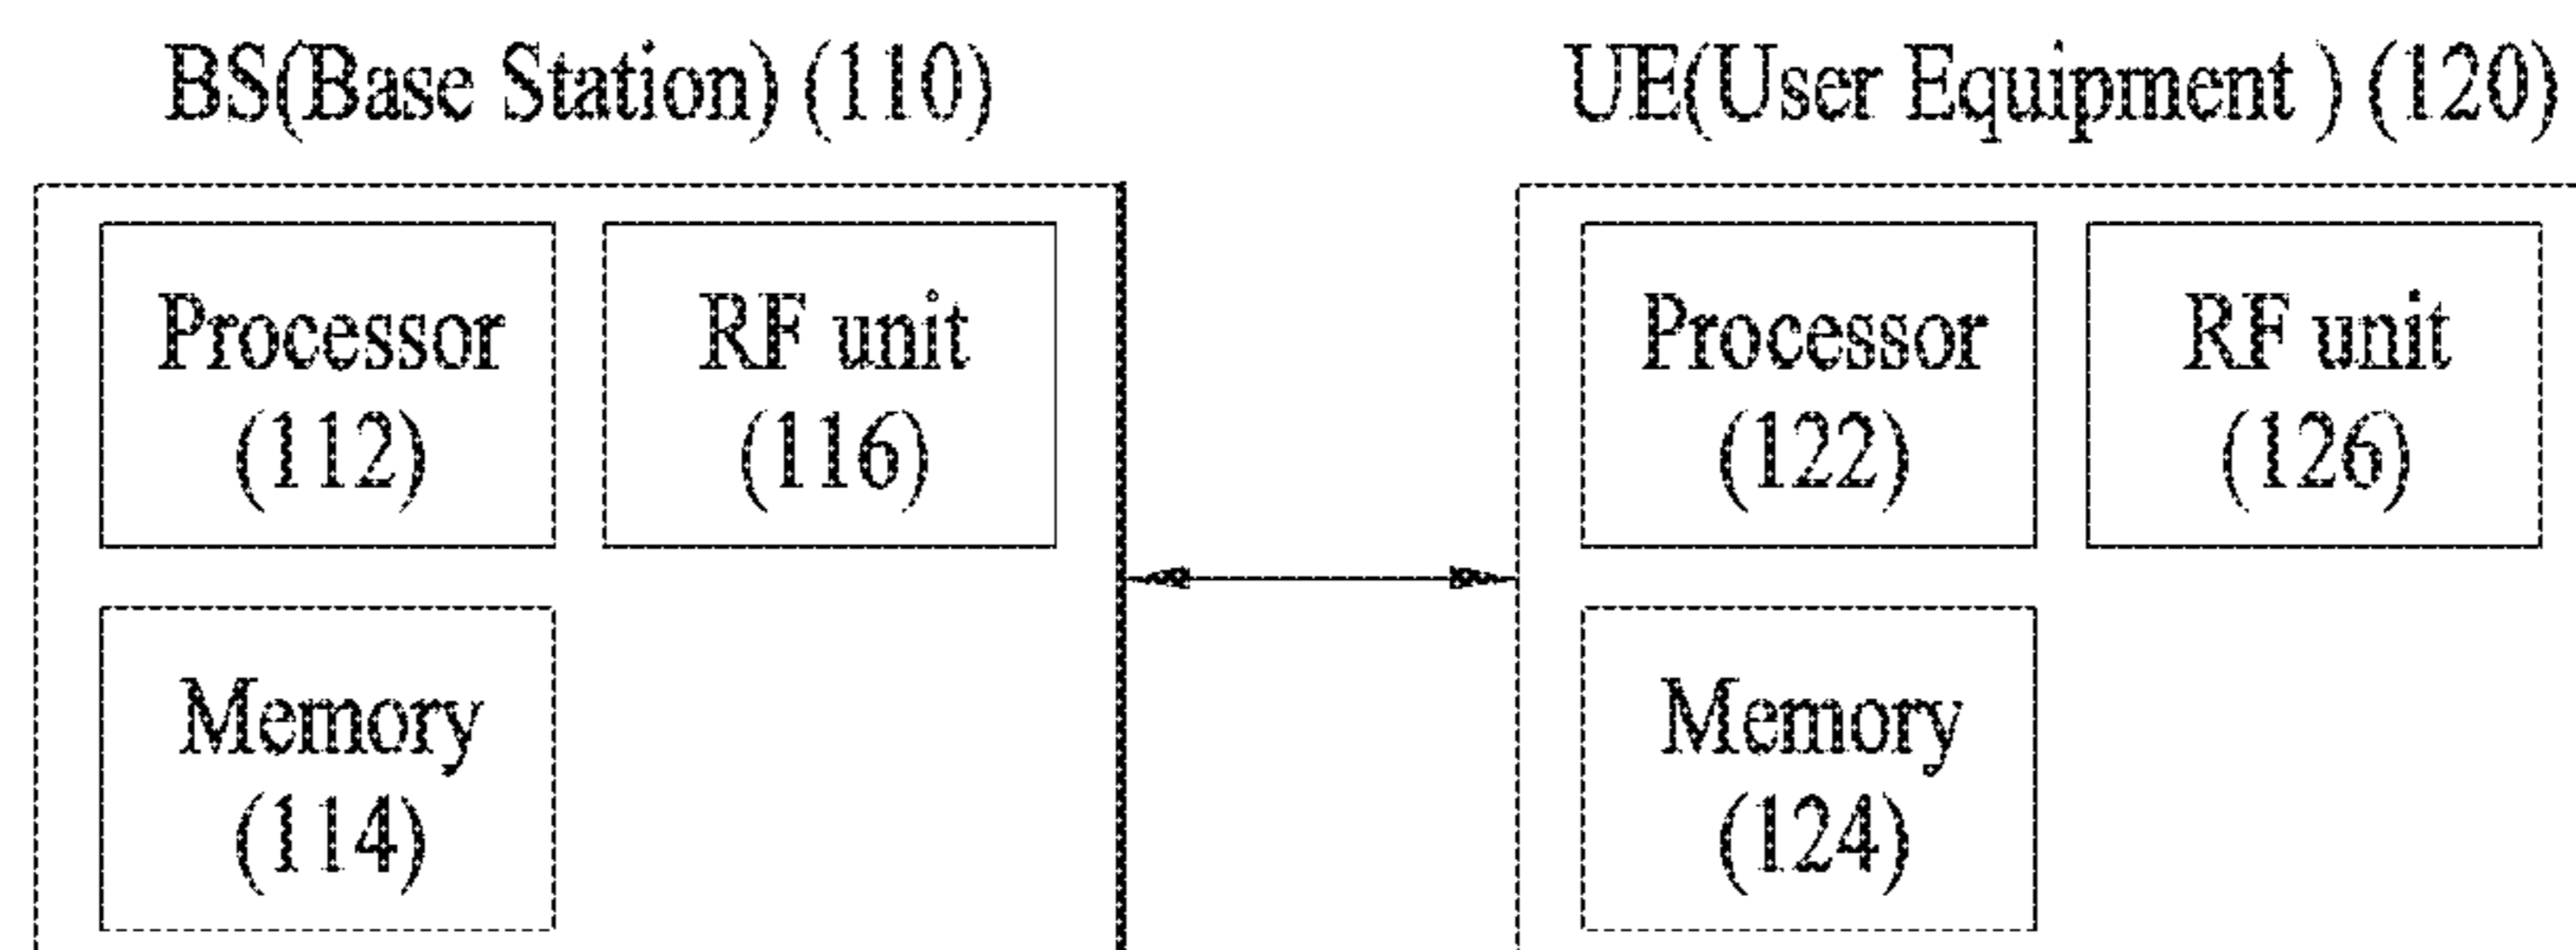 BS(Base Station) (110)
UE(User Equipment ) (120)
Processor
(112)
RF unit
(116)
Memory
(114)
Processor
(122)
RF unit
(126)
Memory
(124)